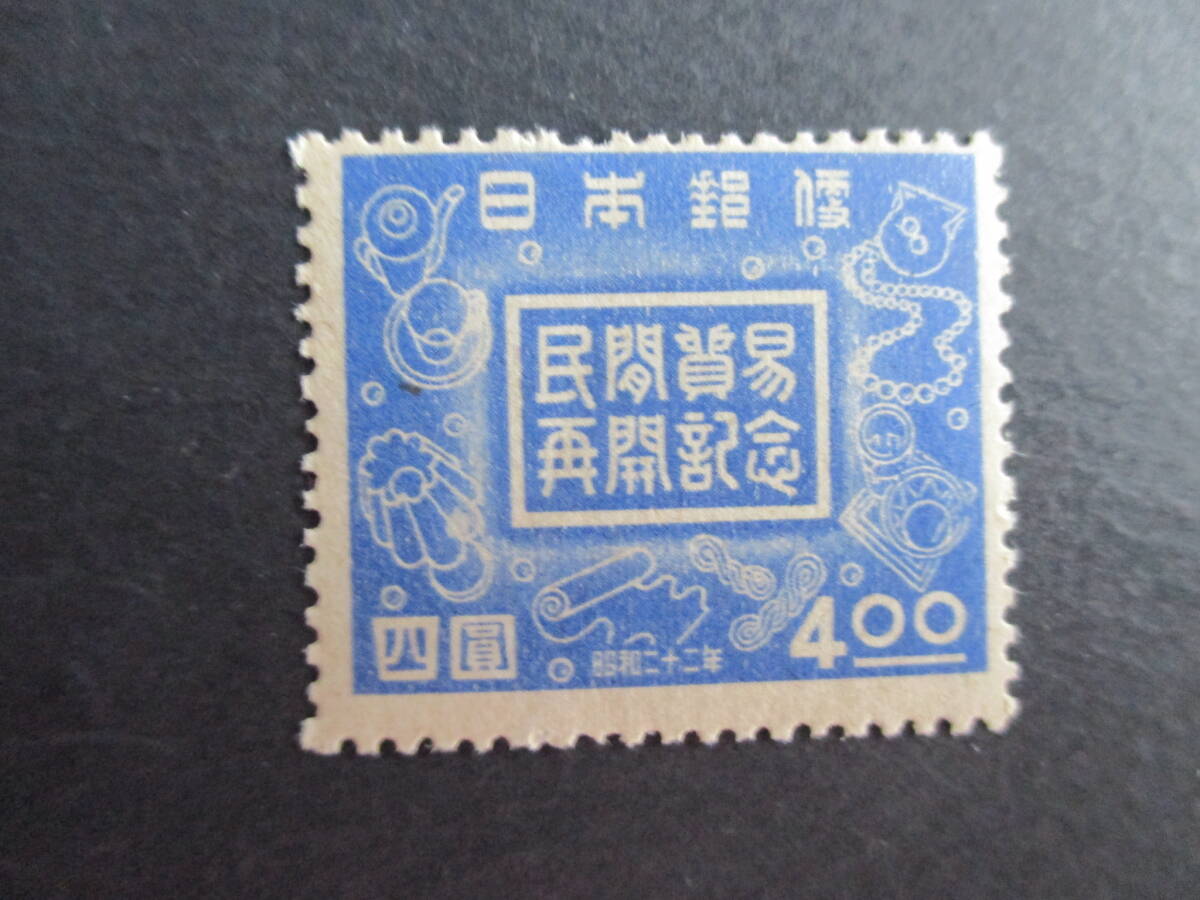 日本郵便
民間貿易
再開記念
四圓
昭和二十二年
4.00